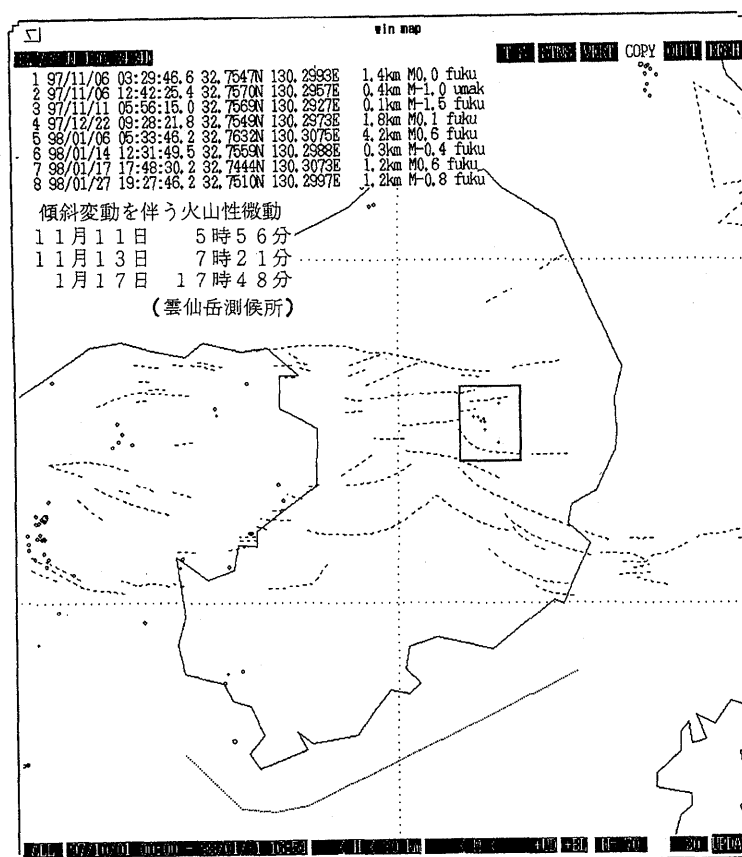 win map
COPY
1 97/11/06 03:29:46.6 32.7547N 130.2993E 1.4km M0.0 fuku
2 97/11/06 12:42:25.4 32.7570N 130.2957E 0.4km M-1.0 umak
3 97/11/11 05:56:15.0 32.7569N 130.2927E 0.1km M-1.5 fuku
4 97/12/22 09:28:21.8 32.7549N 130.2973E 1.8km M0.1 fuku
5 98/01/06 05:33:46.2 32.7632N 130.3075E 4.2km M0.6 fuku
6 98/01/14 12:31:49.5 32.7559N 130.2988E 0.3km M-0.4 fuku
7 98/01/17 17:48:30.2 32.7444N 130.3073E 1.2km M0.6 fuku
8 98/01/27 19:27:46.2 32.7510N 130.2997E 1.2km M-0.8 fuku
傾斜変動を伴う火山性微動
11月11日 5時56分
11月13日 7時21分
1月17日 17時48分
(雲仙岳測候所)